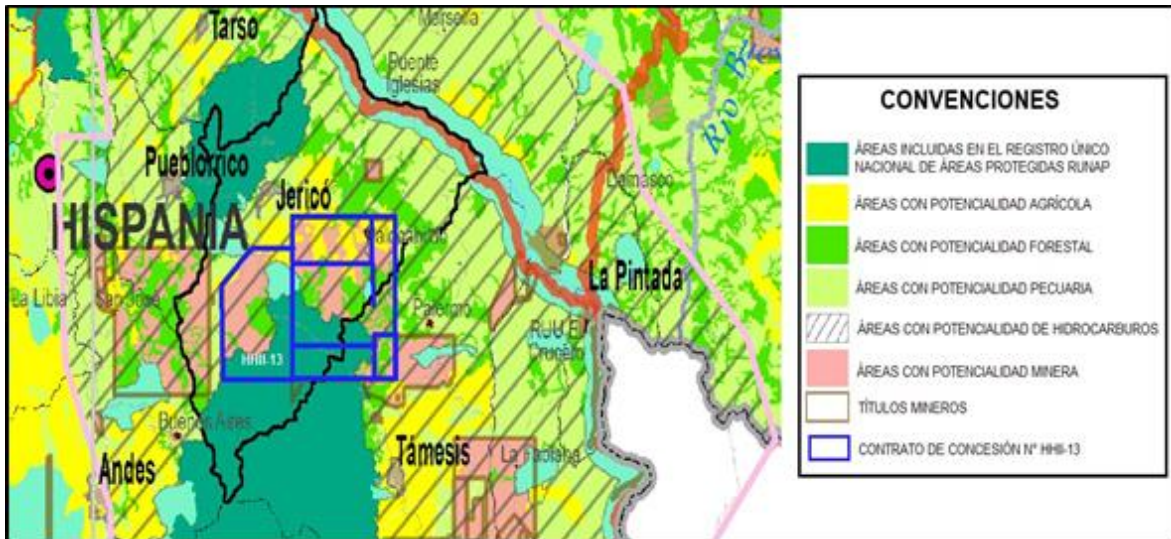 Tarso
Marsella
Puente
Iglesias
Río
Pueblorrico
Jericó
Damasco
HISPANIA
La Pintada
La Libia
San José
Palermo
HHII-13
Buenos Aires
Andes
Támesis
CONVENCIONES
ÁREAS INCLUIDAS EN EL REGISTRO ÚNICO
NACIONAL DE ÁREAS PROTEGIDAS RUNAP
ÁREAS CON POTENCIALIDAD AGRÍCOLA
ÁREAS CON POTENCIALIDAD FORESTAL
ÁREAS CON POTENCIALIDAD PECUARIA
ÁREAS CON POTENCIALIDAD DE HIDROCARBUROS
ÁREAS CON POTENCIALIDAD MINERA
TÍTULOS MINEROS
CONTRATO DE CONCESIÓN N° HHII-13